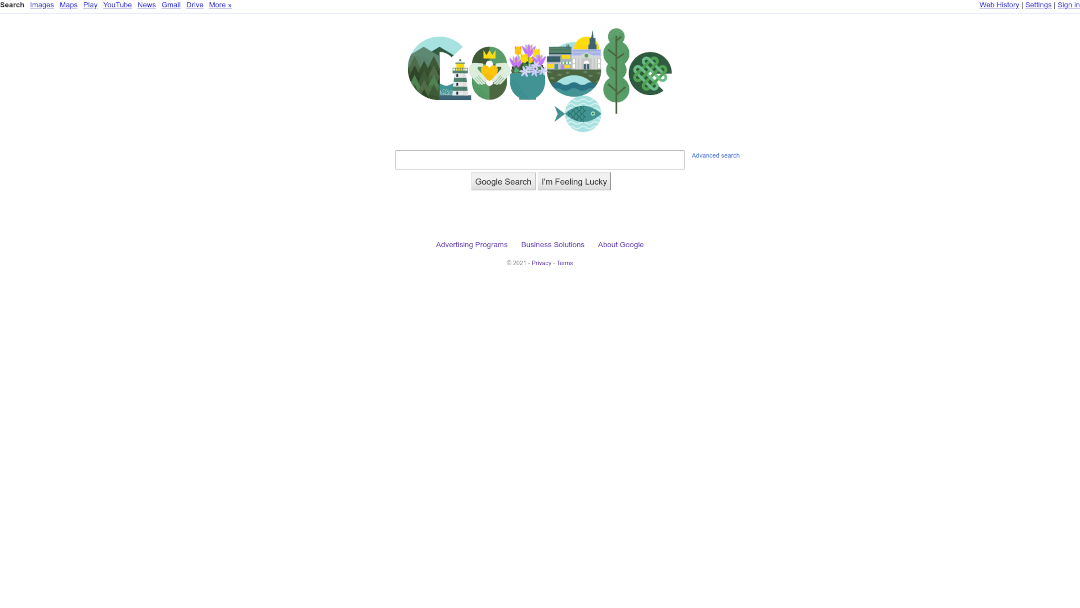 Search Images Maps Play YouTube News Gmail Drive More »
Web History | Settings | Sign in
Google
Advanced search
Google Search I'm Feeling Lucky
Advertising Programs Business Solutions About Google
© 2021 - Privacy - Terms